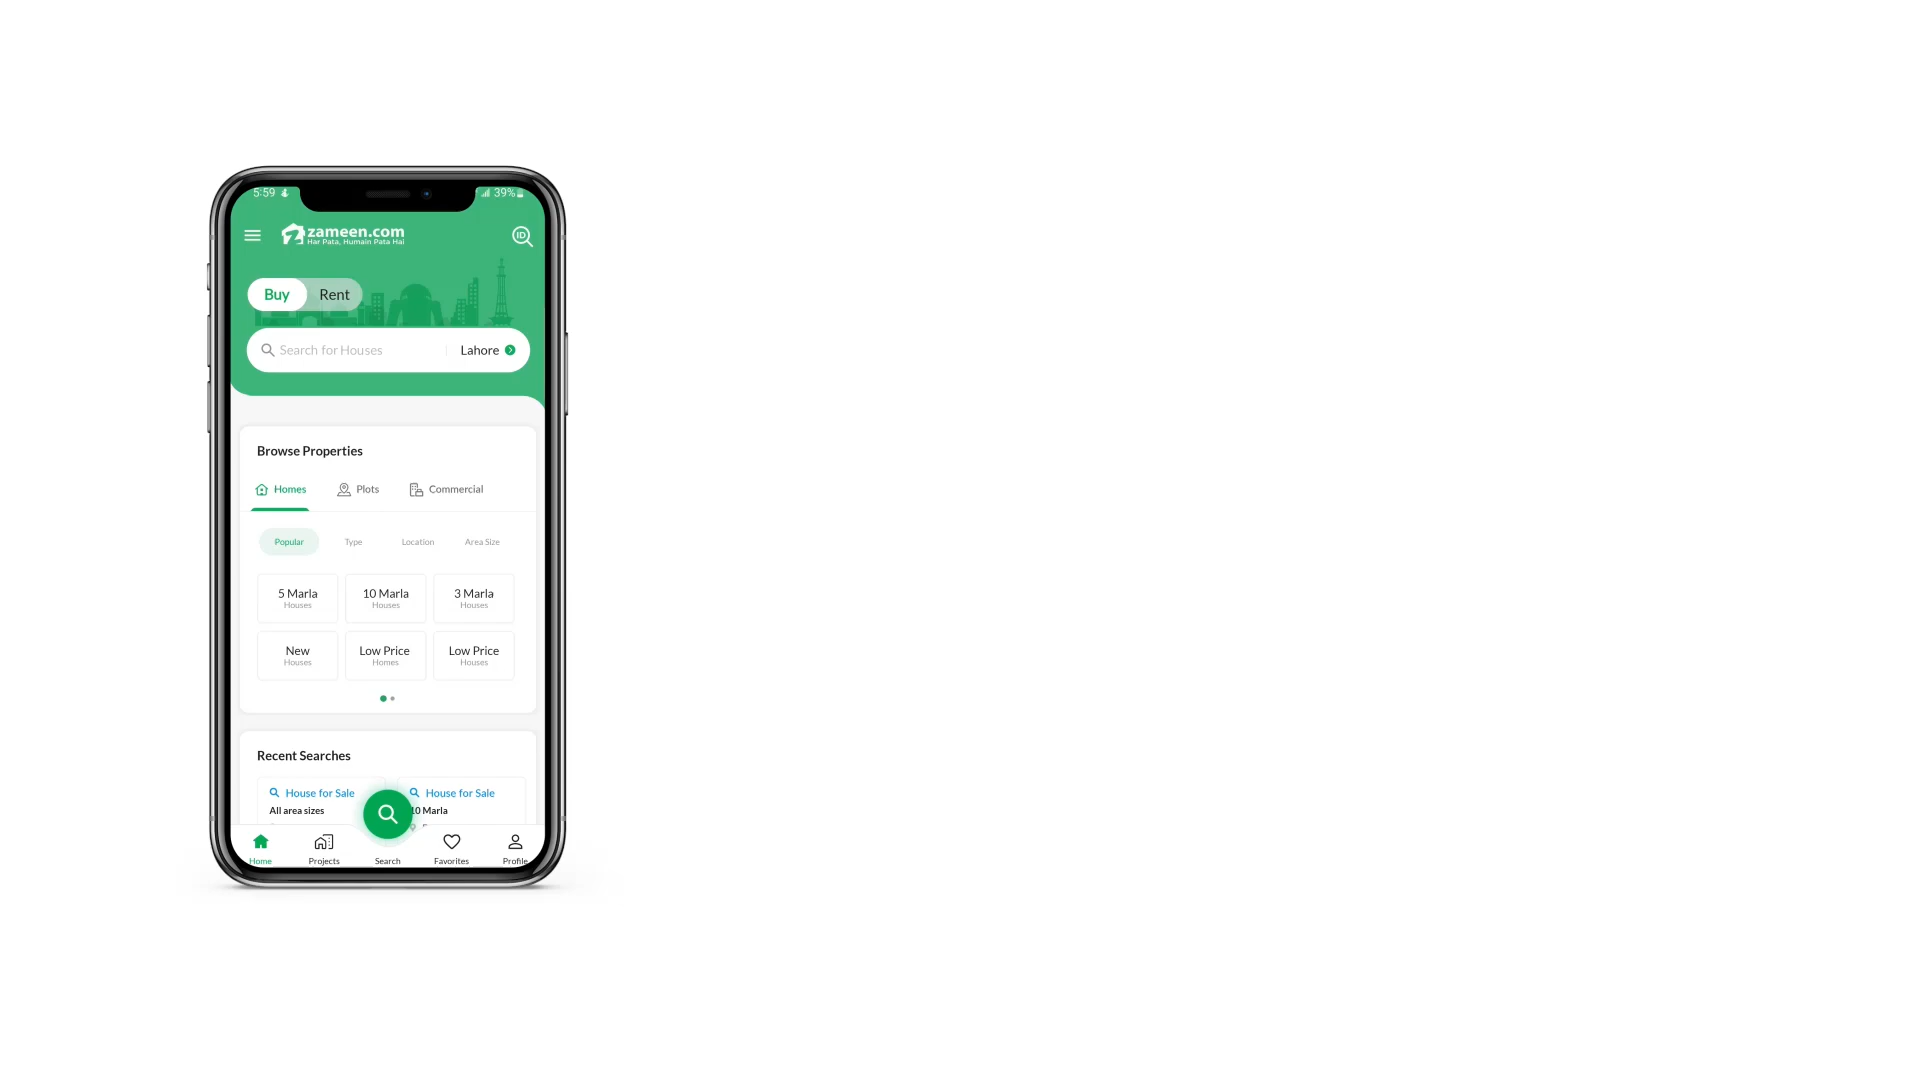 5:59
39%
zameen.com
Har Pata, Humain Pata Hai
ID
Buy Rent
Search for Houses Lahore
Browse Properties
Homes Plots Commercial
Popular Type Location Area Size
5 Marla 10 Marla 3 Marla
Houses Houses Houses
New Low Price Low Price
Houses Homes Houses
Recent Searches
House for Sale House for Sale
All area sizes 10 Marla
Home Projects Search Favorites Profile